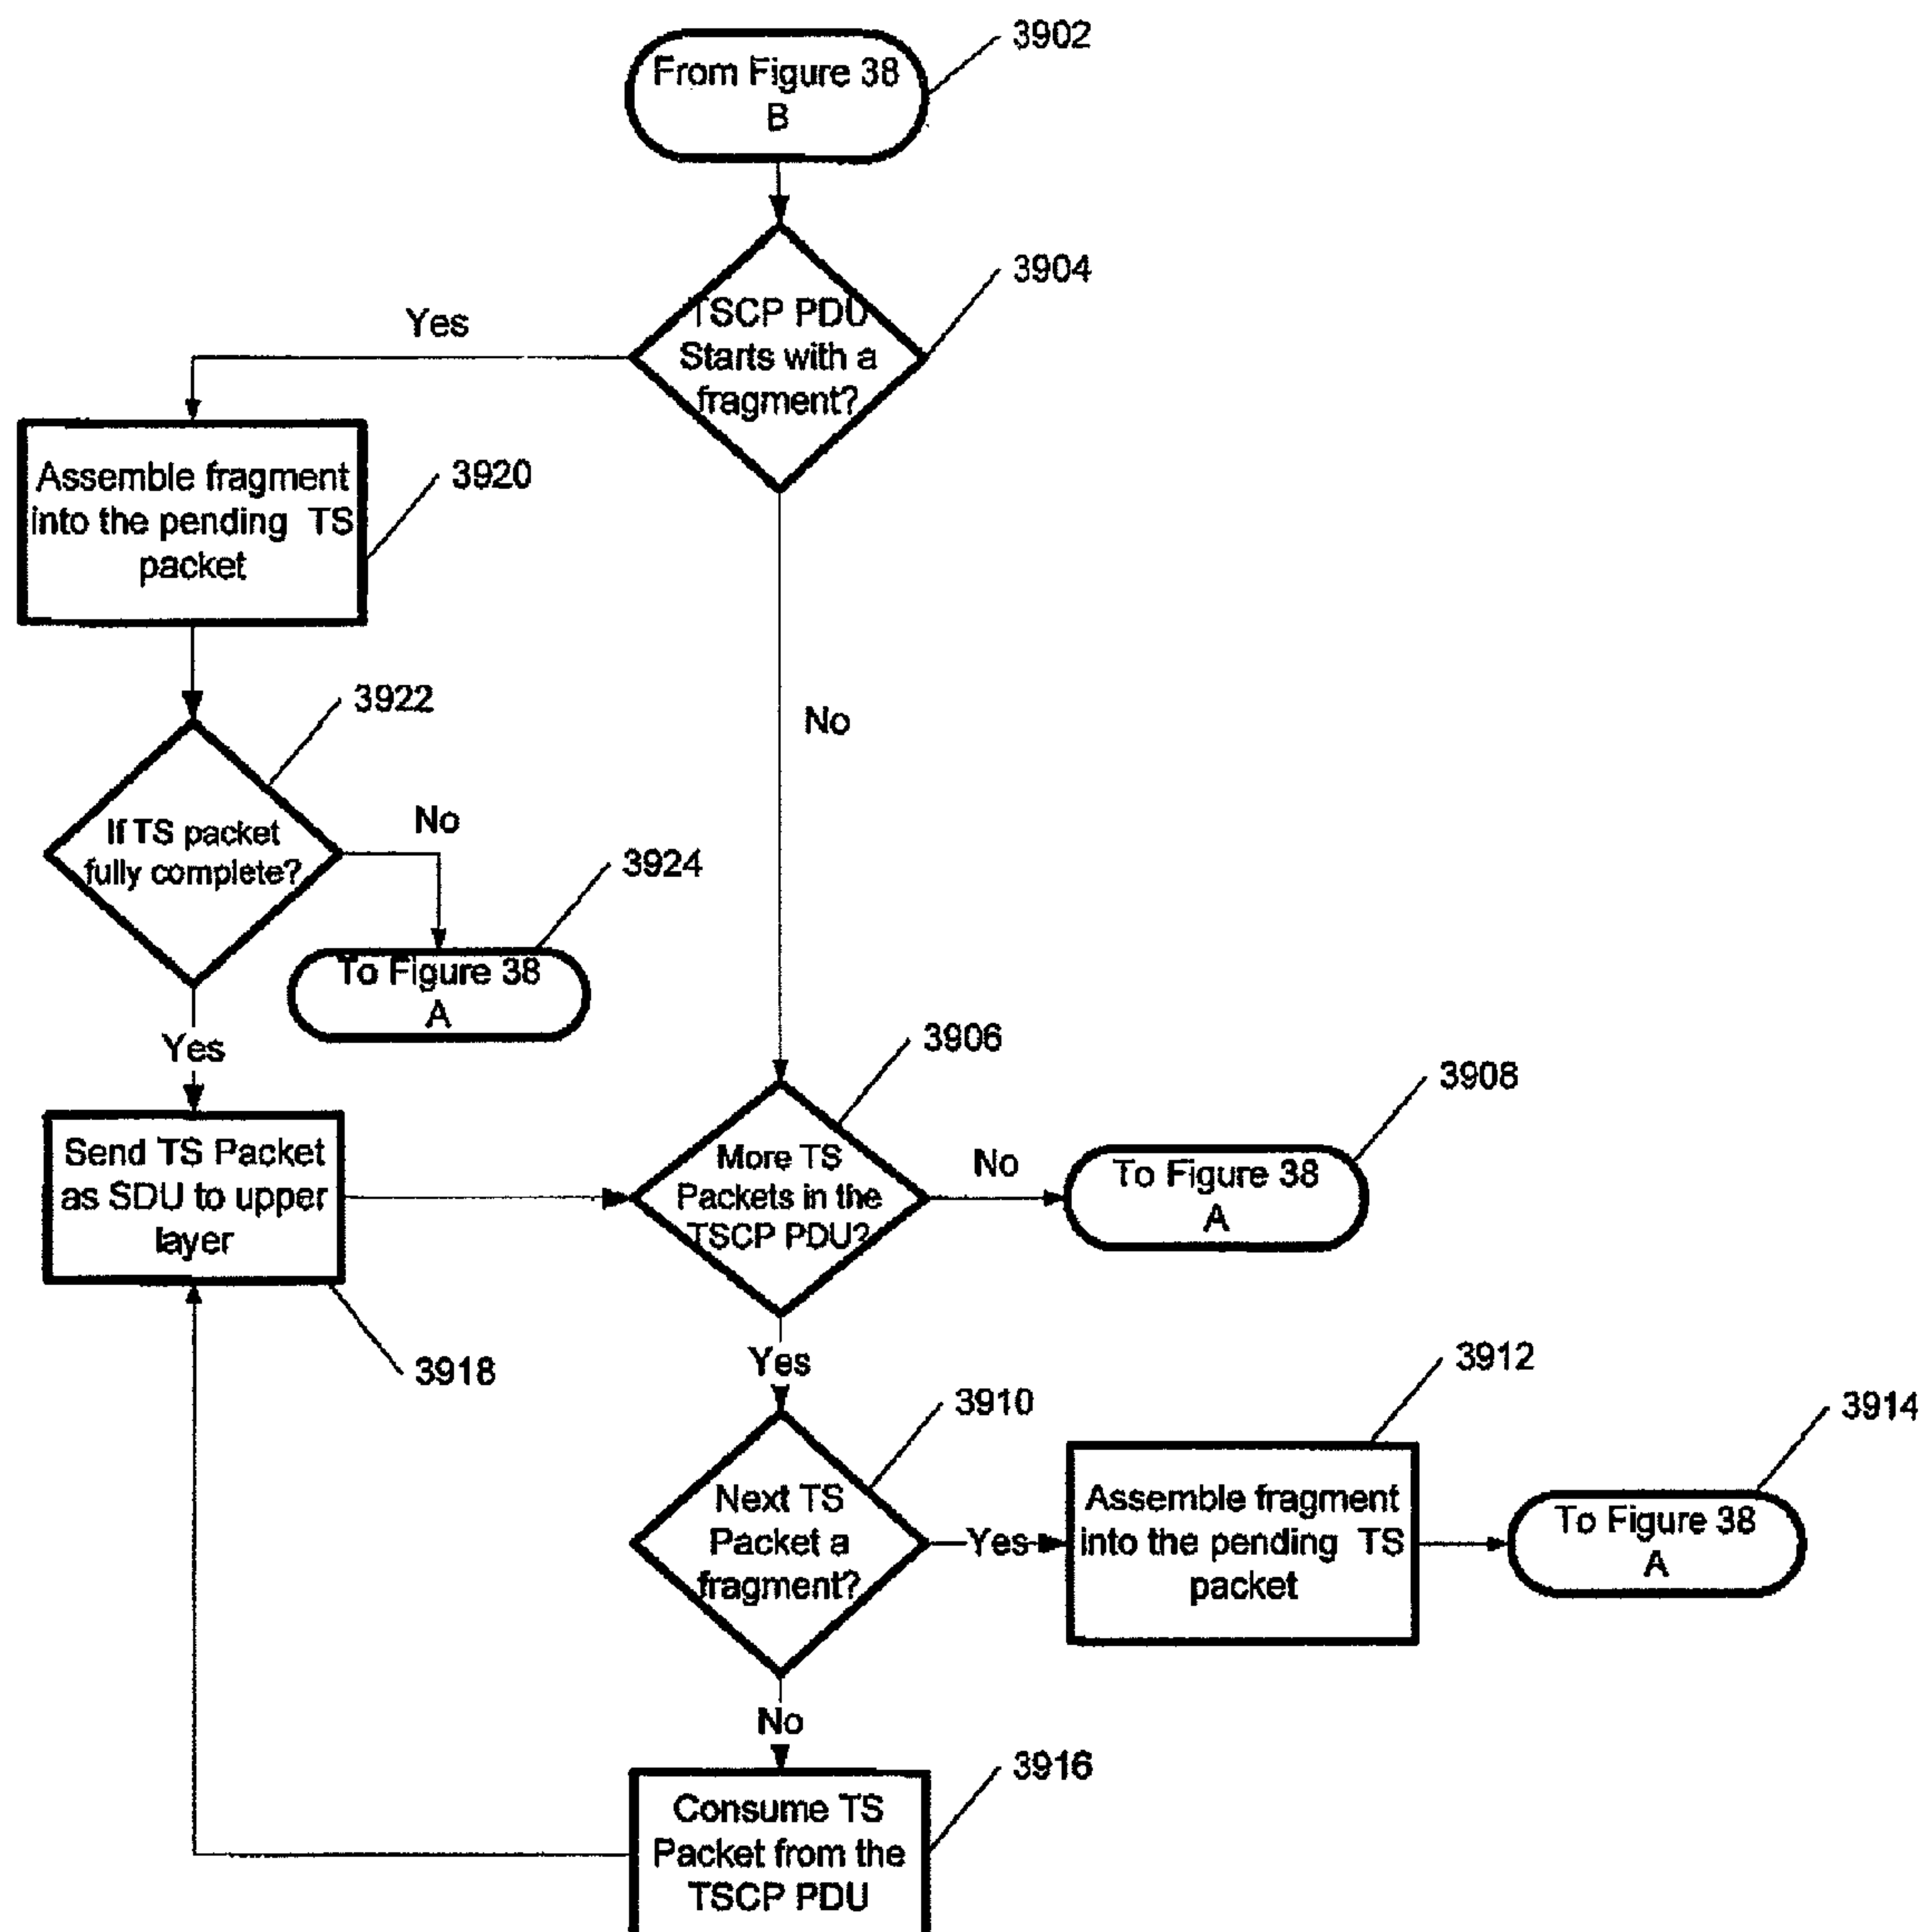 3902
From Figure 38
B
3904
TSCP PDU
Starts with a
fragment?
Yes
Assemble fragment
into the pending TS
packet
3920
No
3922
If TS packet
fully complete?
No
3924
To Figure 38
A
Yes
3906
3908
Send TS Packet
as SDU to upper
layer
More TS
Packets in the
TSCP PDU?
No
To Figure 38
A
3918
Yes
3912
3910
3914
Next TS
Packet a
fragment?
Yes
Assemble fragment
into the pending TS
packet
To Figure 38
A
No
3916
Consume TS
Packet from the
TSCP PDU